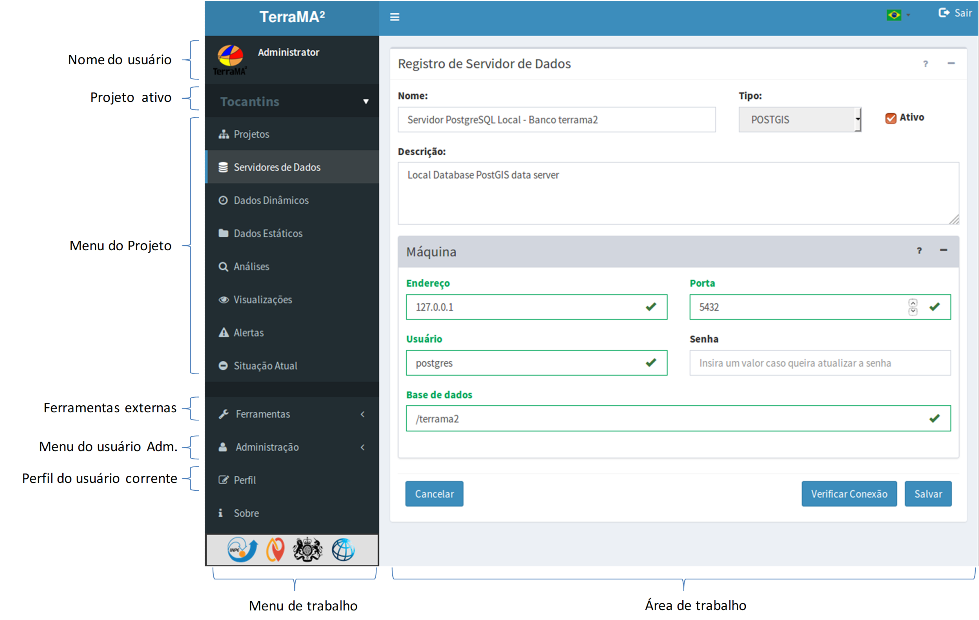 TerraMA²
Sair
Nome do usuário
TerraMA²
Administrator
Projeto ativo
Tocantins
Menu do Projeto
Projetos
Servidores de Dados
Dados Dinâmicos
Dados Estáticos
Análises
Visualizações
Alertas
Situação Atual
Ferramentas externas
Ferramentas
Menu do usuário Adm.
Administração
Perfil do usuário corrente
Perfil
Sobre
INPE
Menu de trabalho
Registro de Servidor de Dados
?
Nome:
Tipo:
Servidor PostgreSQL Local - Banco terrama2
POSTGIS
Ativo
Descrição:
Local Database PostGIS data server
Máquina
?
Endereço
Porta
127.0.0.1
5432
Usuário
Senha
postgres
Insira um valor caso queira atualizar a senha
Base de dados
/terrama2
Cancelar
Verificar Conexão
Salvar
Área de trabalho